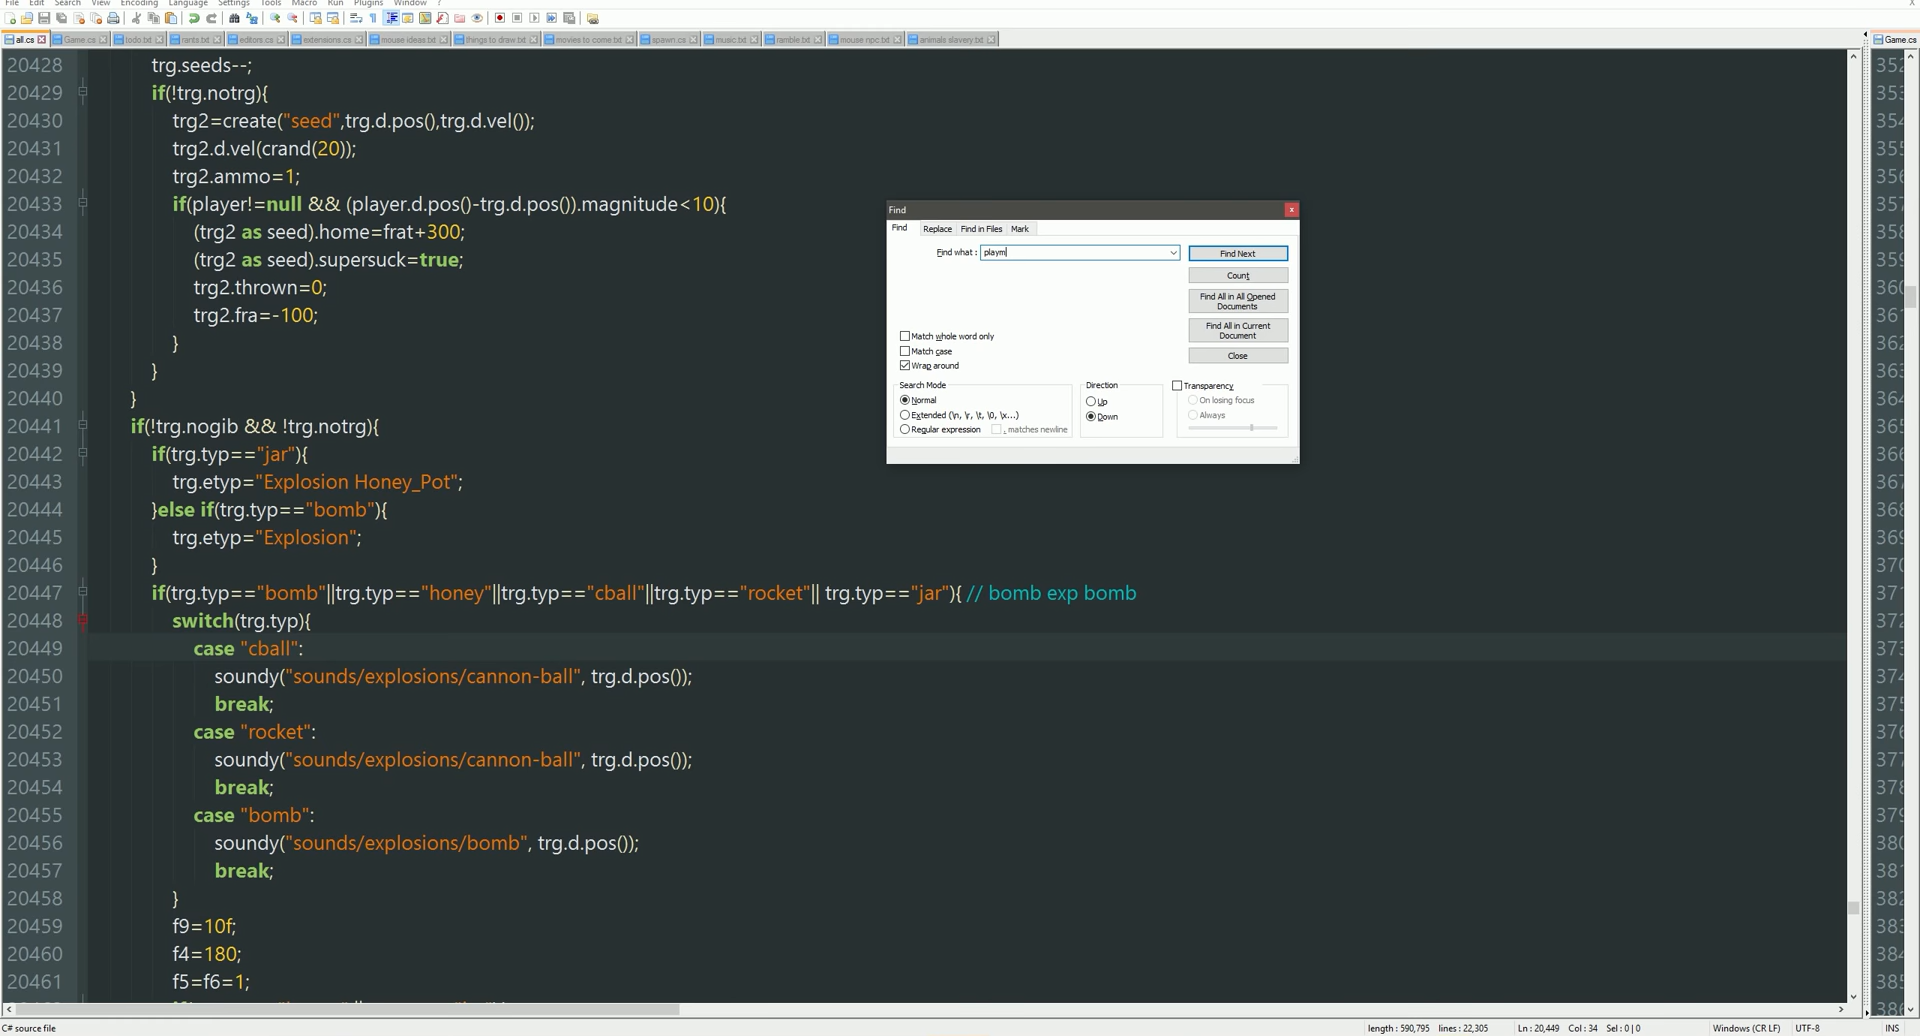 File Edit Search View Encoding Language Settings Tools Macro Run Plugins Window ?
all.cs Game.cs todo.txt rants.txt editors.cs extensions.cs mouse ideas.txt things to draw.txt movies to come.txt spawn.cs music.txt ramble.txt mouse npc.txt animals slavery.txt Game.cs
20428 trg.seeds--;
20429 if(!trg.notrg){
20430 trg2=create("seed",trg.d.pos(),trg.d.vel());
20431 trg2.d.vel(crand(20));
20432 trg2.ammo=1;
20433 if(player!=null && (player.d.pos()-trg.d.pos()).magnitude<10){
20434 (trg2 as seed).home=frat+300;
20435 (trg2 as seed).supersuck=true;
20436 trg2.thrown=0;
20437 trg2.fra=-100;
20438 }
20439 }
20440 }
20441 if(!trg.nogib && !trg.notrg){
20442 if(trg.typ=="jar"){
20443 trg.etyp="Explosion Honey_Pot";
20444 }else if(trg.typ=="bomb"){
20445 trg.etyp="Explosion";
20446 }
20447 if(trg.typ=="bomb"||trg.typ=="honey"||trg.typ=="cball"||trg.typ=="rocket"|| trg.typ=="jar"){ // bomb exp bomb
20448 switch(trg.typ){
20449 case "cball":
20450 soundy("sounds/explosions/cannon-ball", trg.d.pos());
20451 break;
20452 case "rocket":
20453 soundy("sounds/explosions/cannon-ball", trg.d.pos());
20454 break;
20455 case "bomb":
20456 soundy("sounds/explosions/bomb", trg.d.pos());
20457 break;
20458 }
20459 f9=10f;
20460 f4=180;
20461 f5=f6=1;
Find
Find Replace Find in Files Mark
Find what : playm
Find Next
Count
Find All in All Opened Documents
Find All in Current Document
Close
Match whole word only
Match case
Wrap around
Search Mode
Normal
Extended (\n, \r, \t, \0, \x...)
Regular expression . matches newline
Direction
Up
Down
Transparency
On losing focus
Always
C# source file length : 590,795 lines : 22,305 Ln : 20,449 Col : 34 Sel : 0 | 0 Windows (CR LF) UTF-8 INS